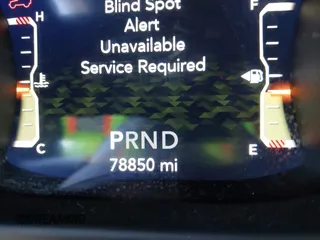 Blind Spot
H
F
Alert
Unavailable
Service Required
PRND
C
E
78850 mi